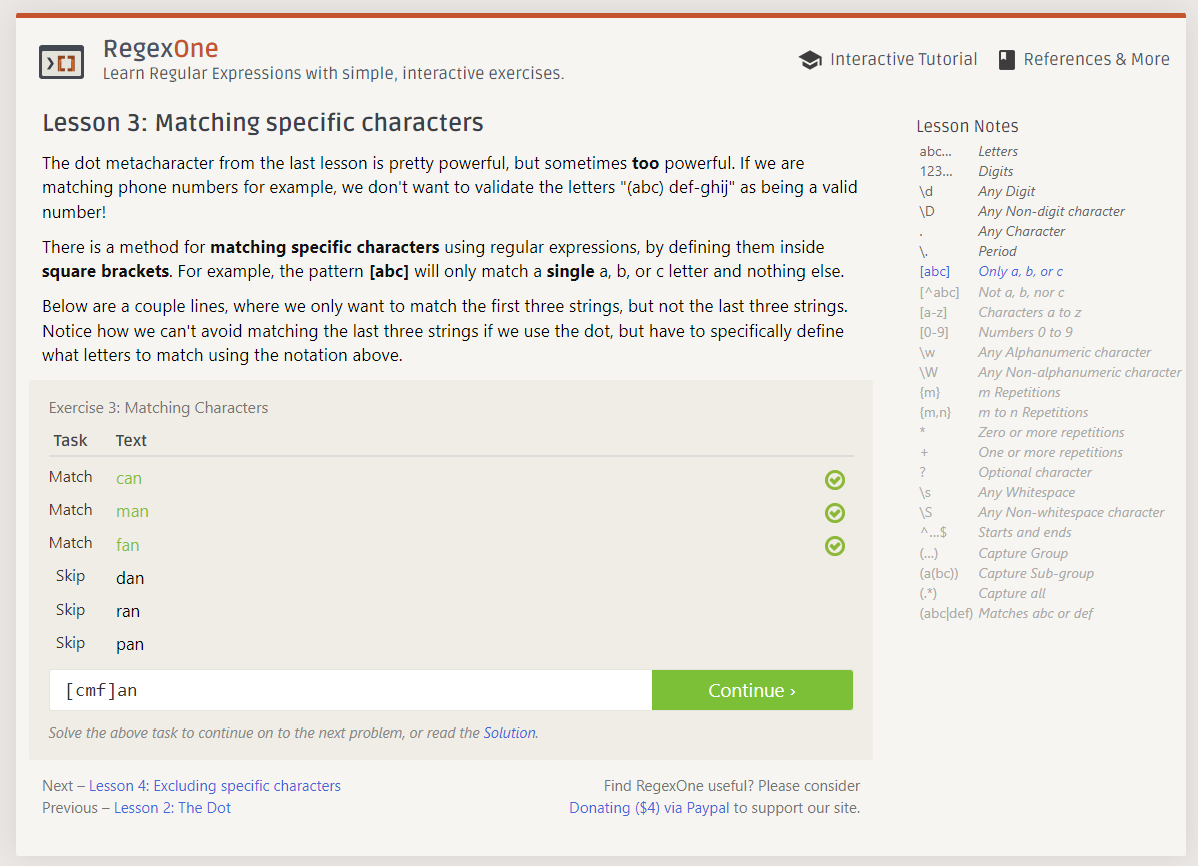 RegexOne
Learn Regular Expressions with simple, interactive exercises.
Interactive Tutorial
References & More
Lesson 3: Matching specific characters
The dot metacharacter from the last lesson is pretty powerful, but sometimes too powerful. If we are
matching phone numbers for example, we don't want to validate the letters "(abc) def-ghij" as being a valid
number!
There is a method for matching specific characters using regular expressions, by defining them inside
square brackets. For example, the pattern [abc] will only match a single a, b, or c letter and nothing else.
Below are a couple lines, where we only want to match the first three strings, but not the last three strings.
Notice how we can't avoid matching the last three strings if we use the dot, but have to specifically define
what letters to match using the notation above.
Exercise 3: Matching Characters
Task Text
Match can
Match man
Match fan
Skip dan
Skip ran
Skip pan
[cmf]an
Continue ›
Solve the above task to continue on to the next problem, or read the Solution.
Next – Lesson 4: Excluding specific characters
Previous – Lesson 2: The Dot
Find RegexOne useful? Please consider
Donating ($4) via Paypal to support our site.
Lesson Notes
abc... Letters
123... Digits
\d Any Digit
\D Any Non-digit character
. Any Character
\. Period
[abc] Only a, b, or c
[^abc] Not a, b, nor c
[a-z] Characters a to z
[0-9] Numbers 0 to 9
\w Any Alphanumeric character
\W Any Non-alphanumeric character
{m} m Repetitions
{m,n} m to n Repetitions
* Zero or more repetitions
+ One or more repetitions
? Optional character
\s Any Whitespace
\S Any Non-whitespace character
^...$ Starts and ends
(...) Capture Group
(a(bc)) Capture Sub-group
(.*) Capture all
(abc|def) Matches abc or def